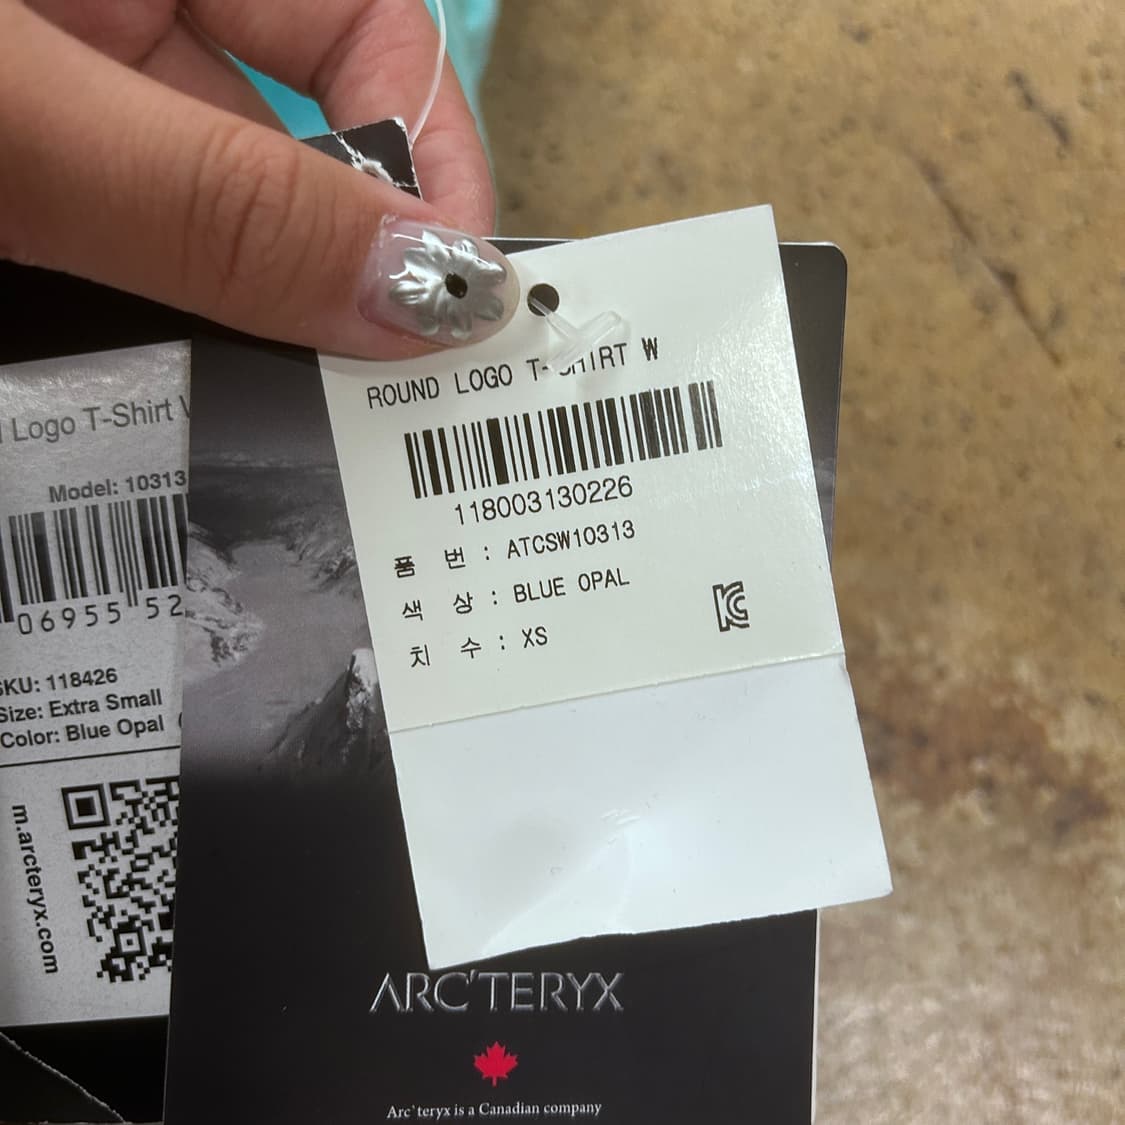 ROUND LOGO T-SHIRT W
118003130226
품 번 : ATCSW10313
색 상 : BLUE OPAL
치 수 : XS
Logo T-Shirt
Model: 10313
06955 52
SKU: 118426
Size: Extra Small
Color: Blue Opal
m.arcteryx.com
ARC'TERYX
Arc'teryx is a Canadian company